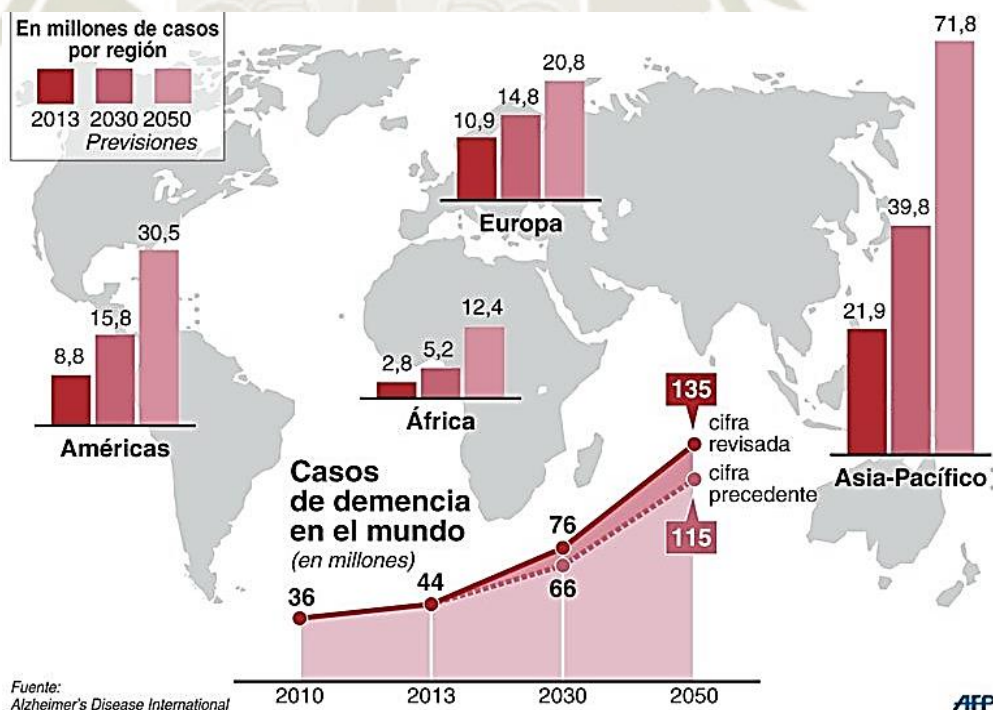 En millones de casos
por región
2013 2030 2050
Previsiones
8,8
15,8
30,5
Américas
10,9
14,8
20,8
Europa
2,8
5,2
12,4
África
21,9
39,8
71,8
Asia-Pacífico
Casos
de demencia
en el mundo
(en millones)
36
44
76
66
135
cifra
revisada
cifra
precedente
115
2010 2013 2030 2050
Fuente:
Alzheimer's Disease International
AFP